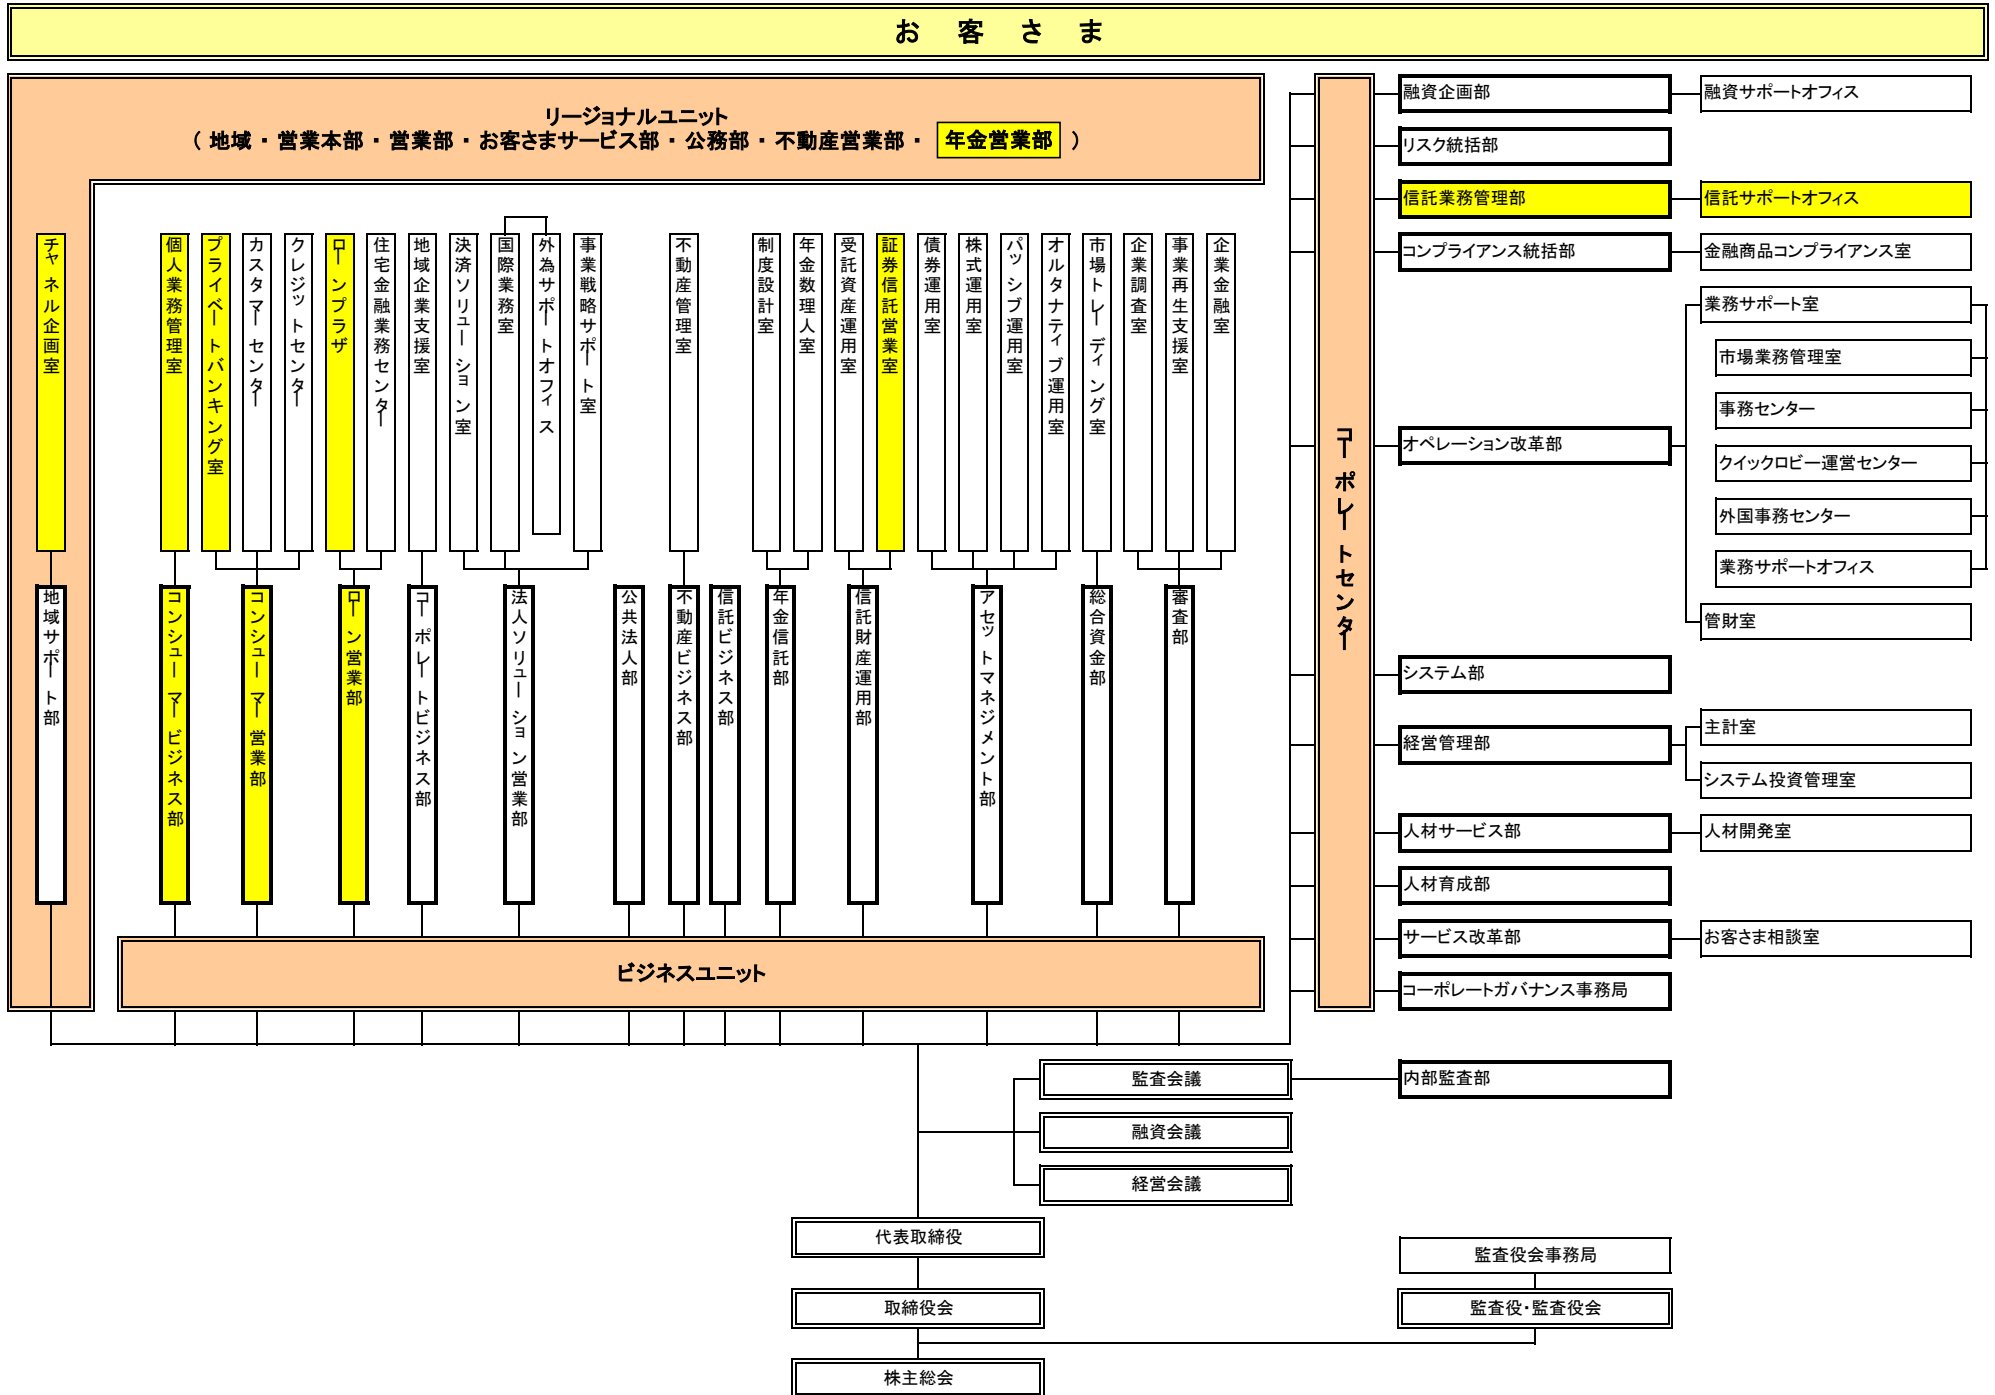 お客さま
リージョナルユニット
（ 地域 ・ 営業本部 ・ 営業部 ・ お客さまサービス部 ・ 公務部 ・ 不動産営業部 ・ 年金営業部 ）
チャネル企画室
個人業務管理室
プライベートバンキング室
カスタマーセンター
クレジットセンター
ローンプラザ
住宅金融業務センター
地域企業支援室
決済ソリューション室
国際業務室
外為サポートオフィス
事業戦略サポート室
不動産管理室
制度設計室
年金数理人室
受託資産運用室
証券信託営業室
債券運用室
株式運用室
パッシブ運用室
オルタナティブ運用室
市場トレーディング室
企業調査室
事業再生支援室
企業金融室
地域サポート部
コンシューマービジネス部
コンシューマー営業部
ローン営業部
コーポレートビジネス部
法人ソリューション営業部
公共法人部
不動産ビジネス部
信託ビジネス部
年金信託部
信託財産運用部
アセットマネジメント部
総合資金部
審査部
ビジネスユニット
コーポレートセンター
融資企画部
融資サポートオフィス
リスク統括部
信託業務管理部
信託サポートオフィス
コンプライアンス統括部
金融商品コンプライアンス室
オペレーション改革部
業務サポート室
市場業務管理室
事務センター
クイックロビー運営センター
外国事務センター
業務サポートオフィス
管財室
システム部
経営管理部
主計室
システム投資管理室
人材サービス部
人材開発室
人材育成部
サービス改革部
お客さま相談室
コーポレートガバナンス事務局
監査会議
内部監査部
融資会議
経営会議
代表取締役
監査役会事務局
取締役会
監査役・監査役会
株主総会